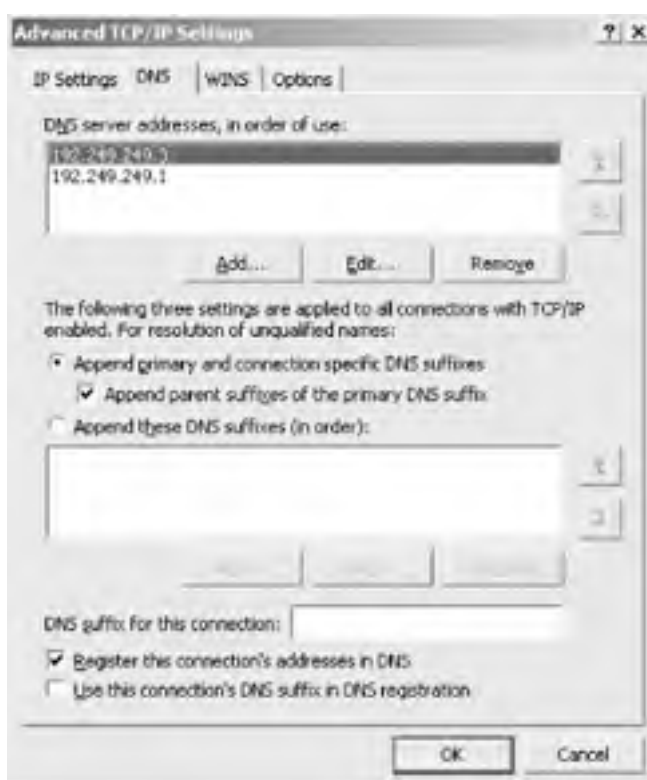 Advanced TCP/IP Settings
IP Settings DNS WINS Options
DNS server addresses, in order of use:
192.249.249.3
192.249.249.1
Add... Edit... Remove
The following three settings are applied to all connections with TCP/IP
enabled. For resolution of unqualified names:
Append primary and connection specific DNS suffixes
Append parent suffixes of the primary DNS suffix
Append these DNS suffixes (in order):
DNS suffix for this connection:
Register this connection's addresses in DNS
Use this connection's DNS suffix in DNS registration
OK Cancel